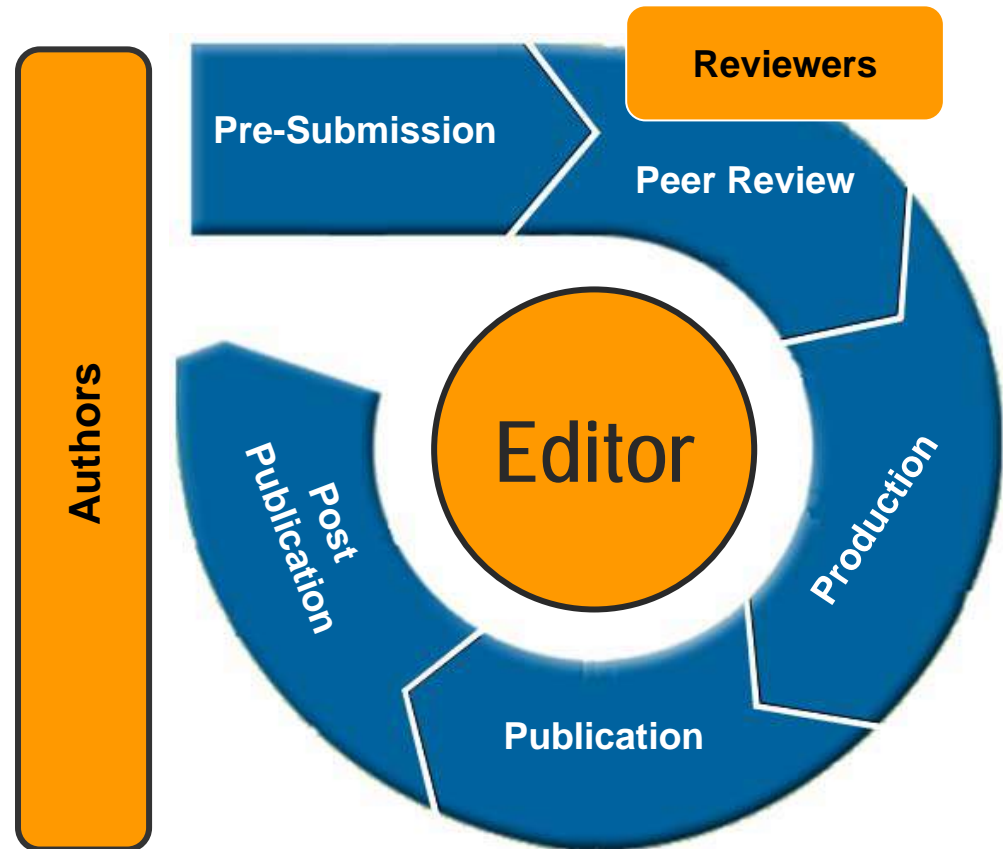 Authors
Pre-Submission
Reviewers
Peer Review
Editor
Production
Publication
Post
Publication